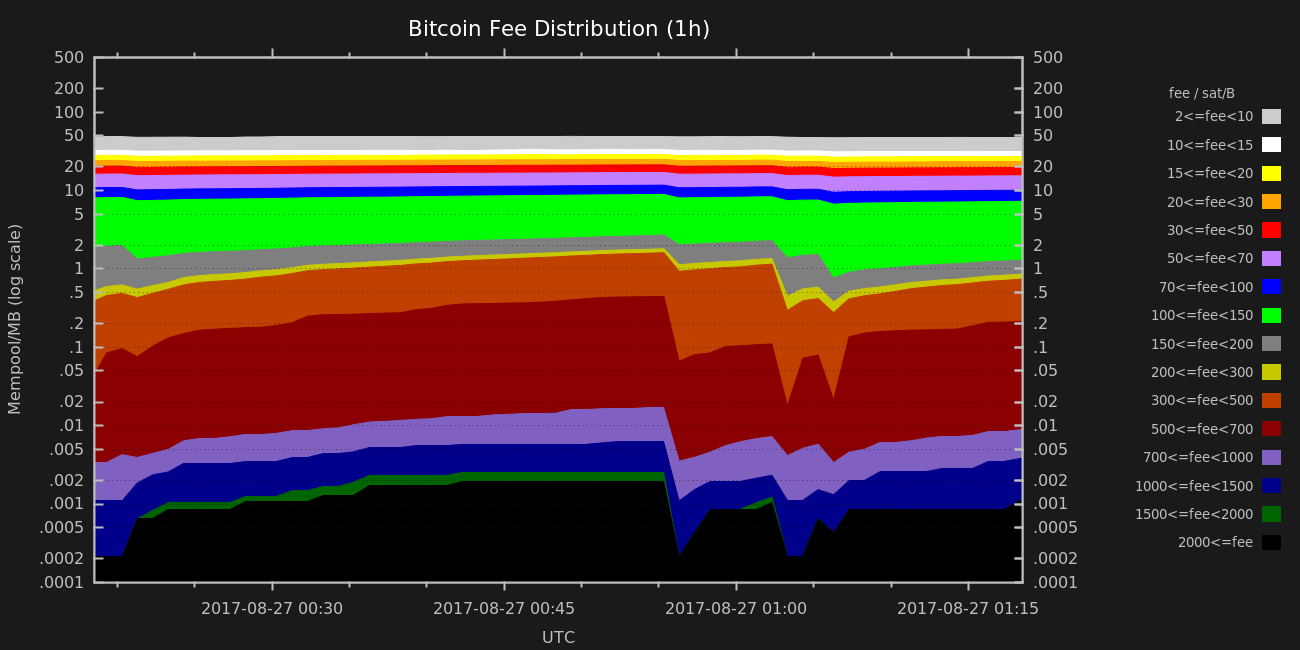 Bitcoin Fee Distribution (1h)
500
200
100
50
20
10
5
2
1
.5
.2
.1
.05
.02
.01
.005
.002
.001
.0005
.0002
.0001
Mempool/MB (log scale)
500
200
100
50
20
10
5
2
1
.5
.2
.1
.05
.02
.01
.005
.002
.001
.0005
.0002
.0001
2017-08-27 00:30
2017-08-27 00:45
2017-08-27 01:00
2017-08-27 01:15
UTC
fee / sat/B
2<=fee<10
10<=fee<15
15<=fee<20
20<=fee<30
30<=fee<50
50<=fee<70
70<=fee<100
100<=fee<150
150<=fee<200
200<=fee<300
300<=fee<500
500<=fee<700
700<=fee<1000
1000<=fee<1500
1500<=fee<2000
2000<=fee